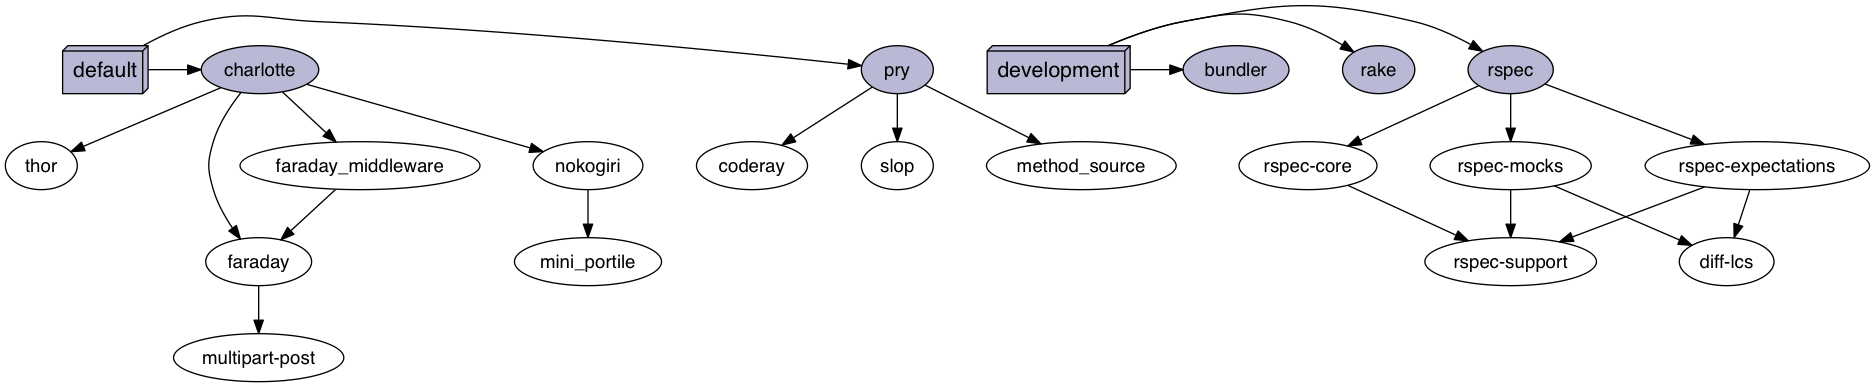 default
charlotte
pry
development
bundler
rake
rspec
thor
faraday_middleware
nokogiri
coderay
slop
method_source
rspec-core
rspec-mocks
rspec-expectations
faraday
mini_portile
rspec-support
diff-lcs
multipart-post